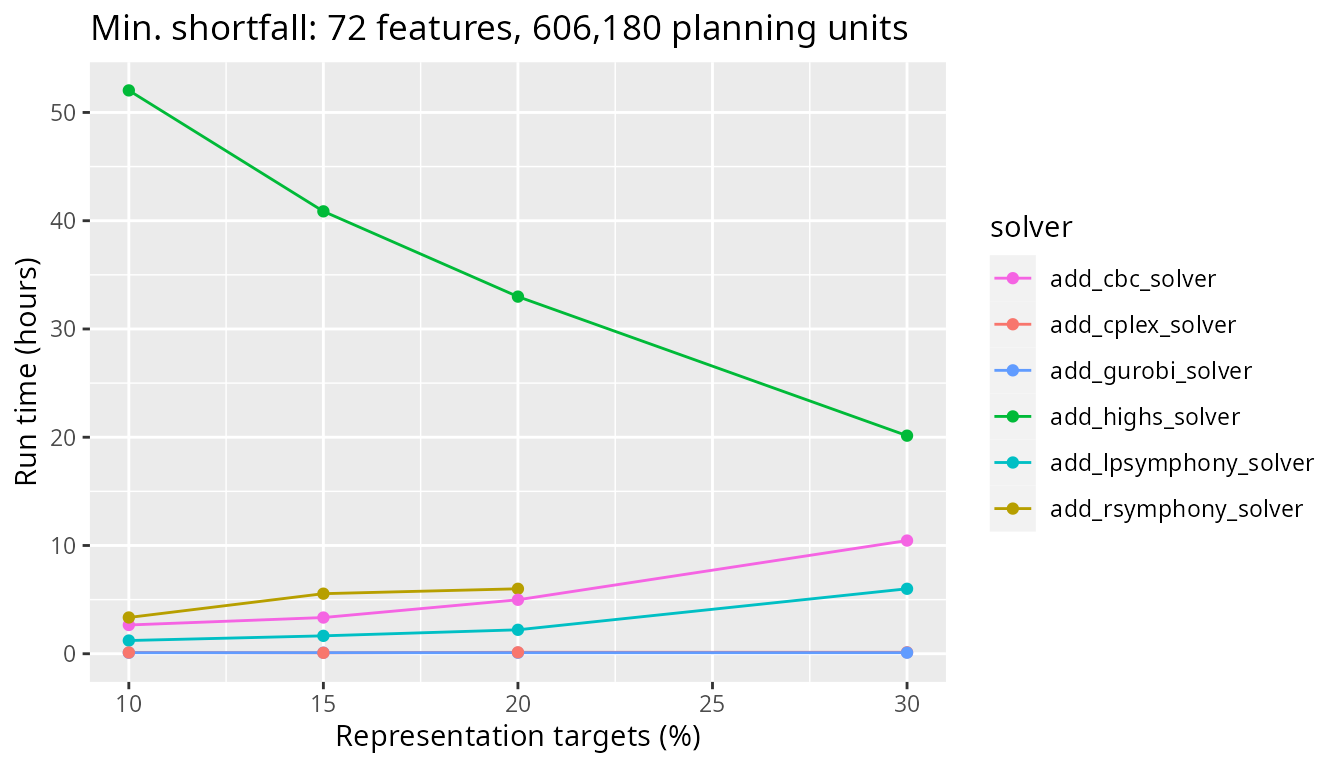 Min. shortfall: 72 features, 606,180 planning units
50
40
30
20
10
0
Run time (hours)
10 15 20 25 30
Representation targets (%)
solver
add_cbc_solver
add_cplex_solver
add_gurobi_solver
add_highs_solver
add_lpsymphony_solver
add_rsymphony_solver